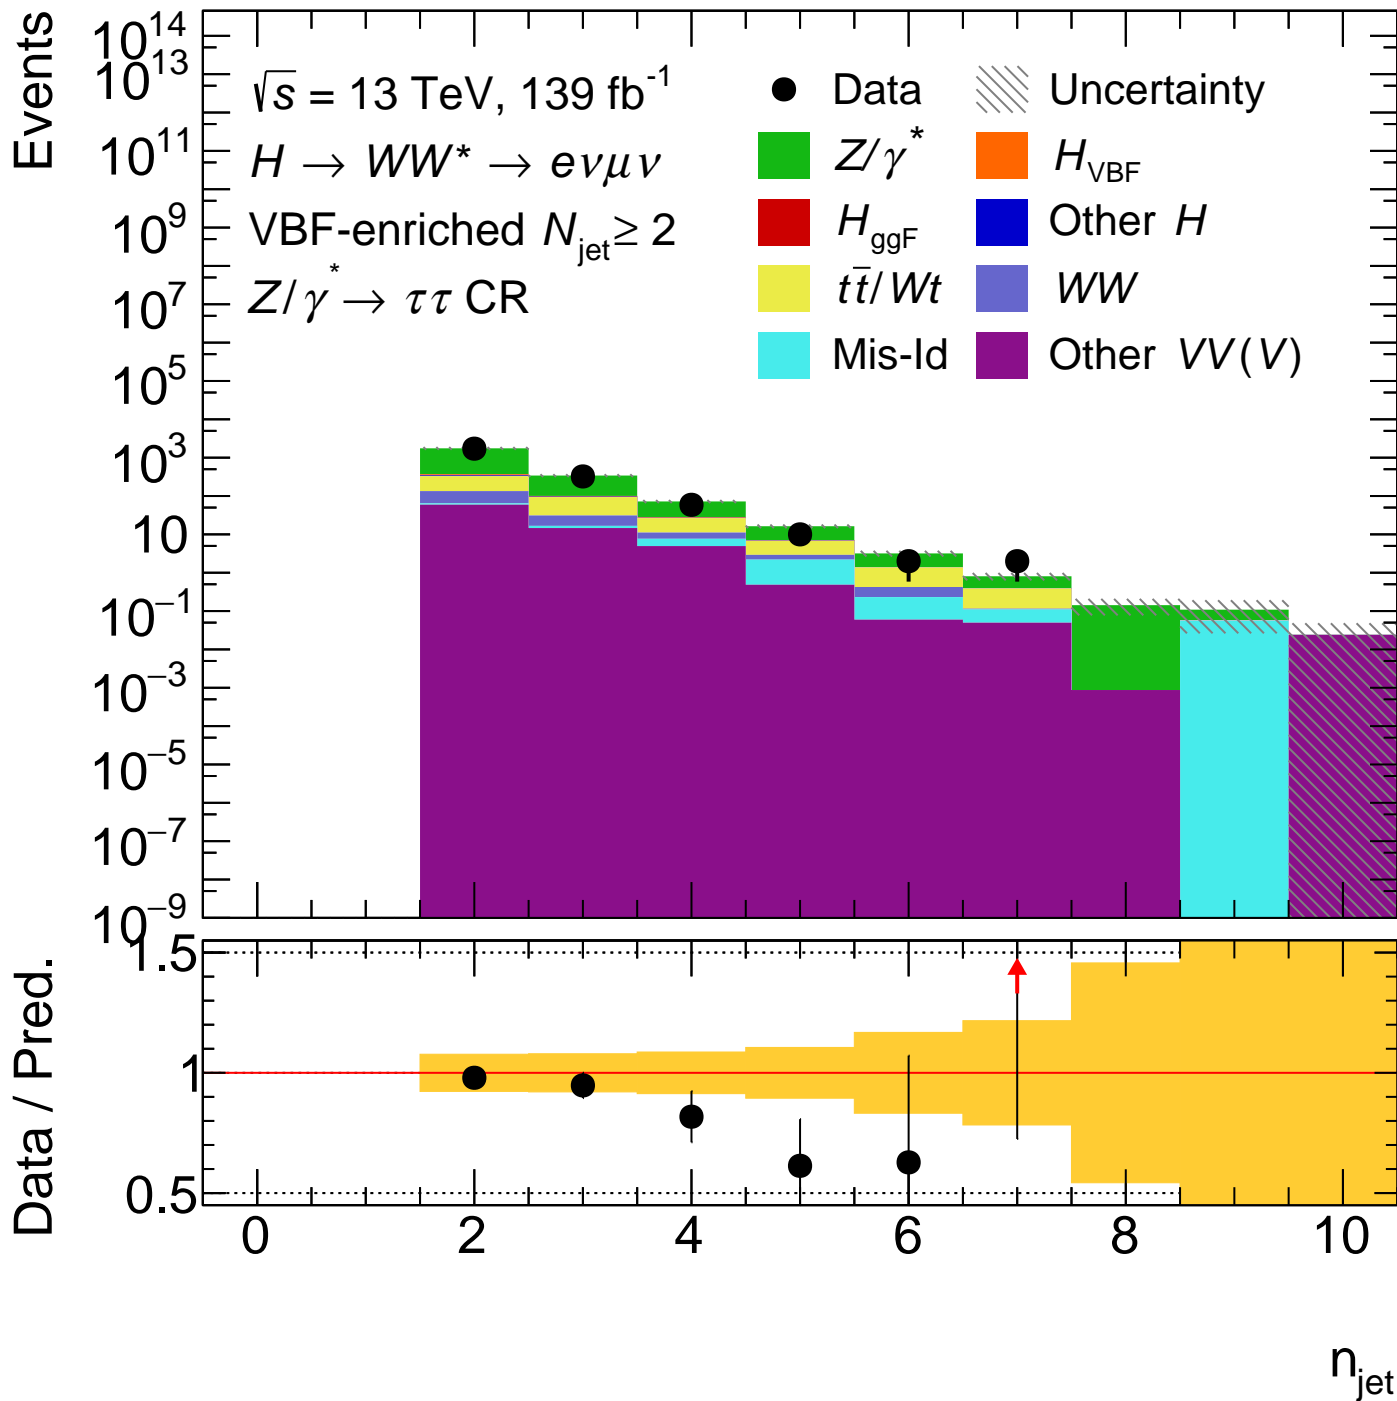 Events
10^14
10^13
10^11
10^9
10^7
10^5
10^3
10
10^−1
10^−3
10^−5
10^−7
10^−9
√s = 13 TeV, 139 fb^-1
H → WW* → eνμν
VBF-enriched N_jet ≥ 2
Z/γ* → ττ CR
Data
Uncertainty
Z/γ*
H_VBF
H_ggF
Other H
tt̄/Wt
WW
Mis-Id
Other VV(V)
Data / Pred.
1.5
1
0.5
0 2 4 6 8 10
n_jet